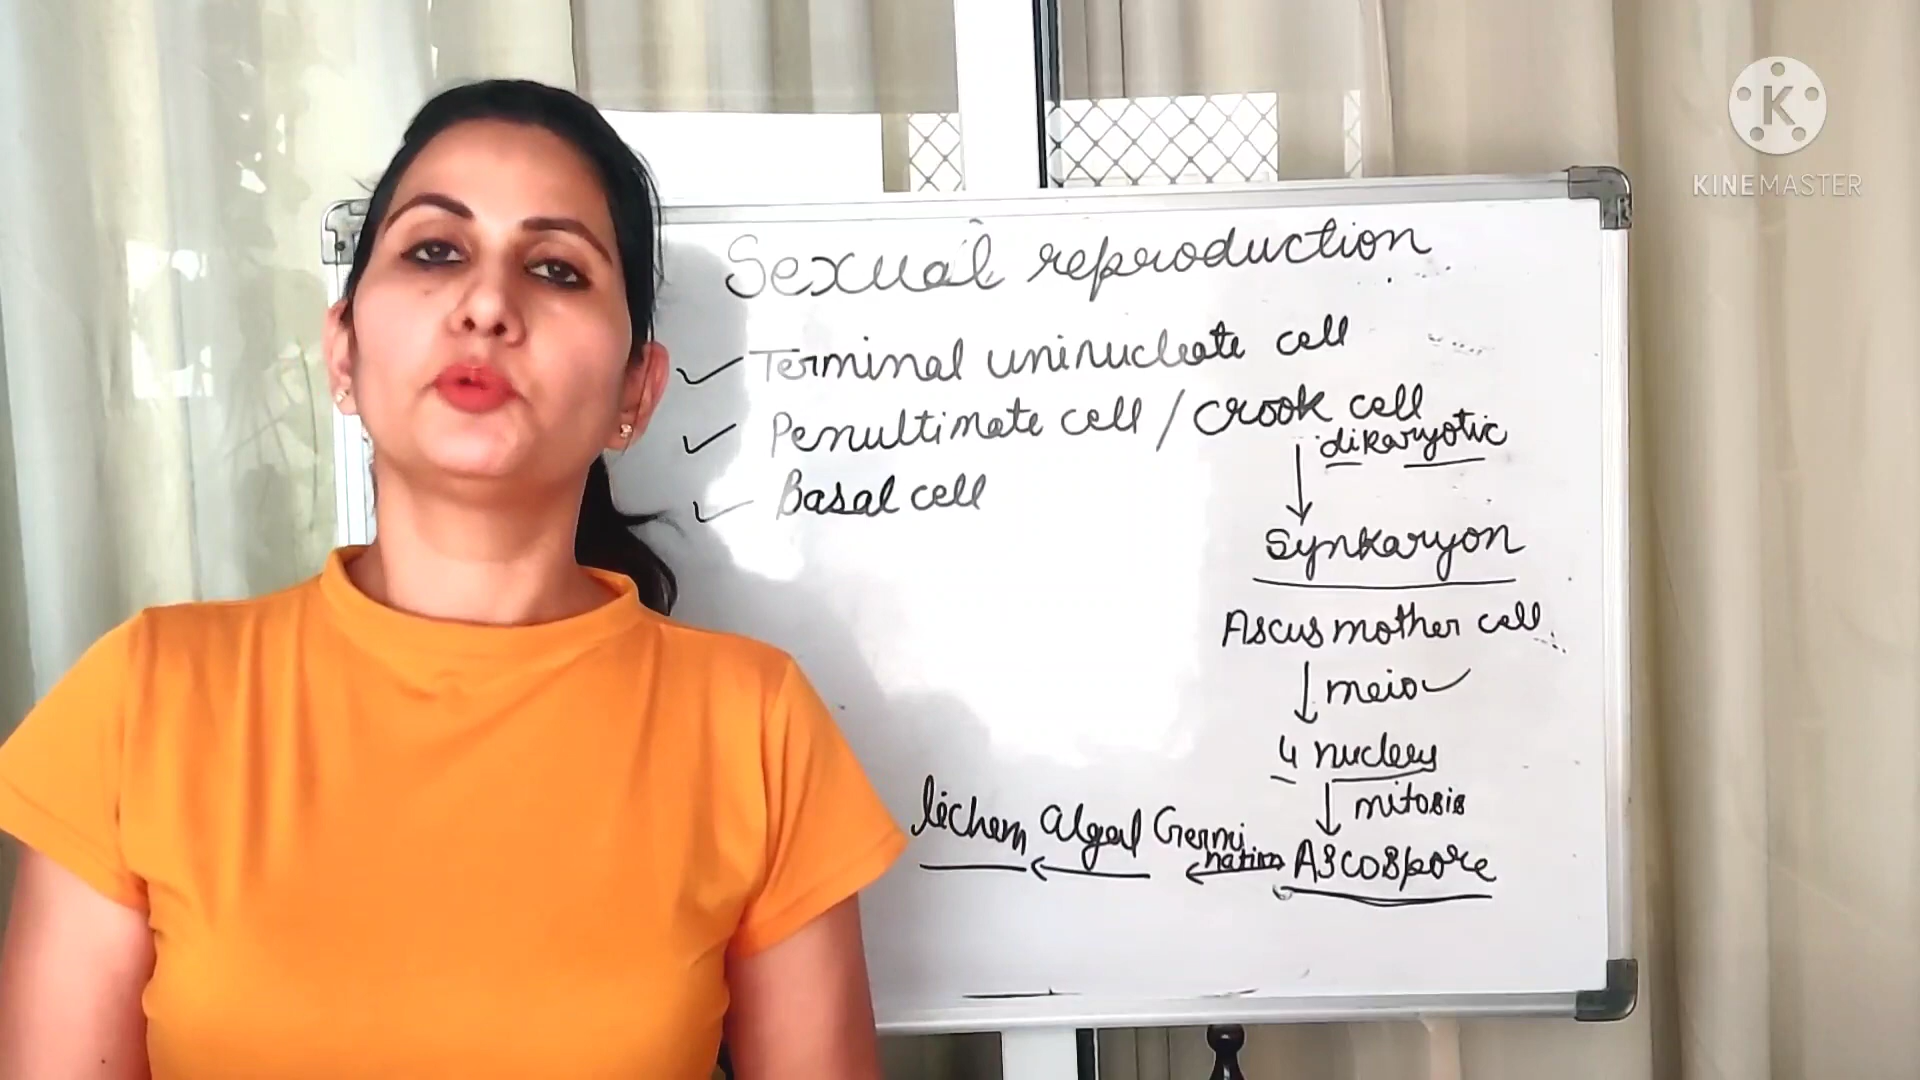 KINEMASTER
Sexual reproduction
Terminal uninucleate cell
Penultimate cell / crook cell
dikaryotic
Basal cell
Synkaryon
Ascus mother cell
meio
4 nucleus
mitosis
lichen algal Germi
nation Ascospore